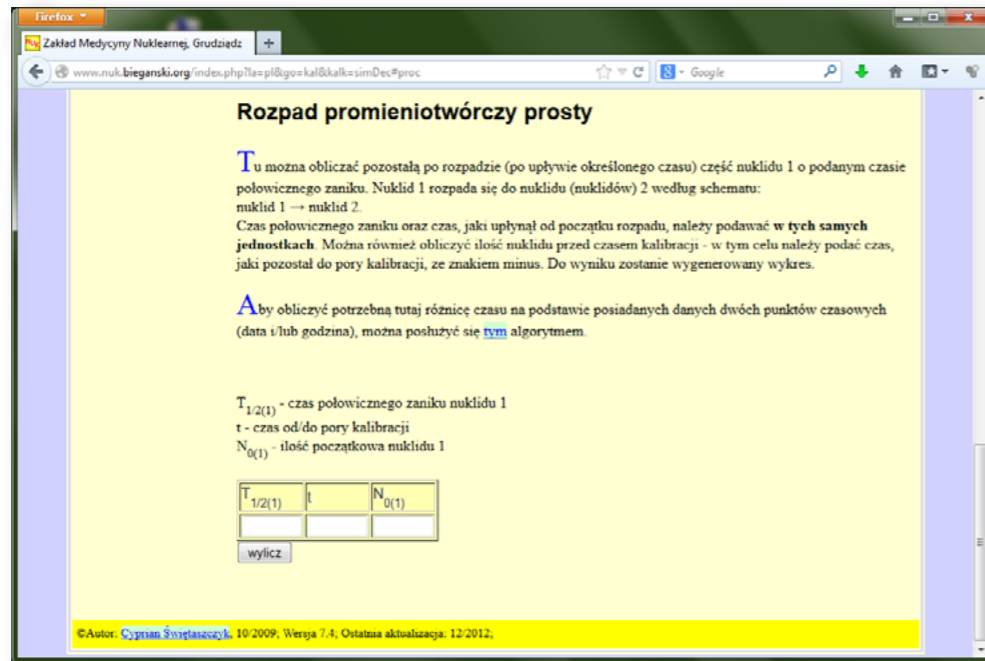 Firefox
Zakład Medycyny Nuklearnej, Grudziądz
www.nuk.bieganski.org/index.php?la=pl&go=kal&kalk=simDec#proc
Google
Rozpad promieniotwórczy prosty
Tu można obliczać pozostałą po rozpadzie (po upływie określonego czasu) część nuklidu 1 o podanym czasie
połowicznego zaniku. Nuklid 1 rozpada się do nuklidu (nuklidów) 2 według schematu:
nuklid 1 → nuklid 2.
Czas połowicznego zaniku oraz czas, jaki upłynął od początku rozpadu, należy podawać w tych samych
jednostkach. Można również obliczyć ilość nuklidu przed czasem kalibracji - w tym celu należy podać czas,
jaki pozostał do pory kalibracji, ze znakiem minus. Do wyniku zostanie wygenerowany wykres.
Aby obliczyć potrzebną tutaj różnicę czasu na podstawie posiadanych danych dwóch punktów czasowych
(data i/lub godzina), można posłużyć się tym algorytmem.
T1/2(1) - czas połowicznego zaniku nuklidu 1
t - czas od/do pory kalibracji
N0(1) - ilość początkowa nuklidu 1
T1/2(1) t N0(1)
wylicz
©Autor: Cyprian Świętaszczyk, 10/2009; Wersja 7.4; Ostatnia aktualizacja: 12/2012;